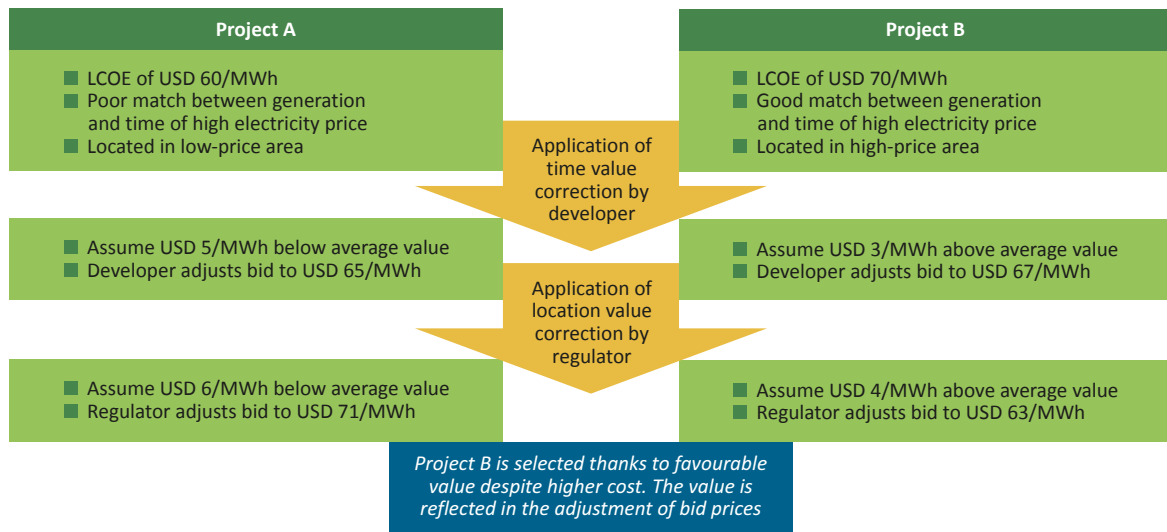 Project A
LCOE of USD 60/MWh
Poor match between generation
and time of high electricity price
Located in low-price area
Project B
LCOE of USD 70/MWh
Good match between generation
and time of high electricity price
Located in high-price area
Application of
time value
correction by
developer
Assume USD 5/MWh below average value
Developer adjusts bid to USD 65/MWh
Assume USD 3/MWh above average value
Developer adjusts bid to USD 67/MWh
Application of
location value
correction by
regulator
Assume USD 6/MWh below average value
Regulator adjusts bid to USD 71/MWh
Assume USD 4/MWh above average value
Regulator adjusts bid to USD 63/MWh
Project B is selected thanks to favourable
value despite higher cost. The value is
reflected in the adjustment of bid prices